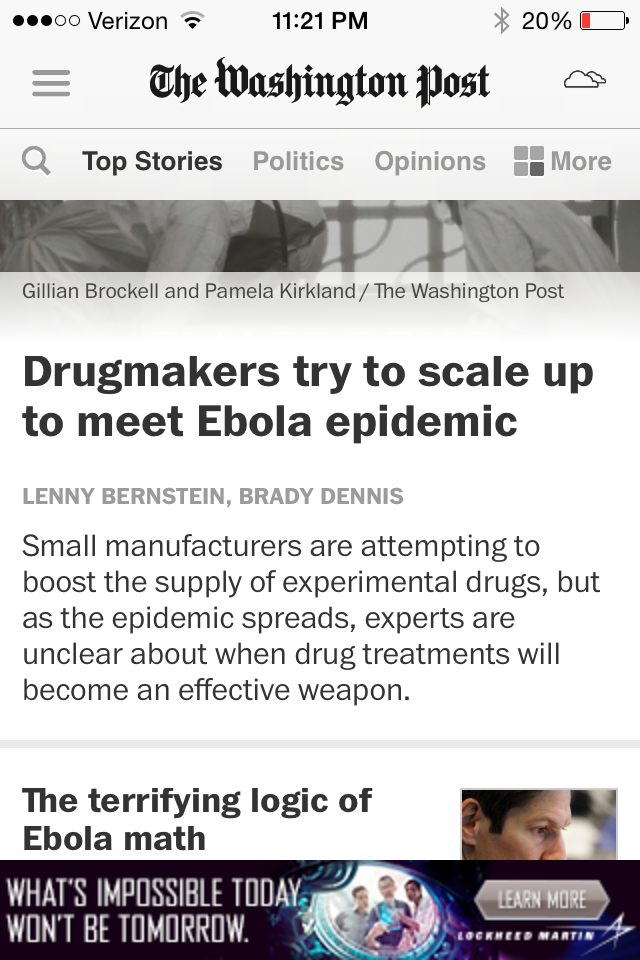 Verizon 11:21 PM 20%
The Washington Post
Top Stories Politics Opinions More
Gillian Brockell and Pamela Kirkland / The Washington Post
Drugmakers try to scale up
to meet Ebola epidemic
LENNY BERNSTEIN, BRADY DENNIS
Small manufacturers are attempting to
boost the supply of experimental drugs, but
as the epidemic spreads, experts are
unclear about when drug treatments will
become an effective weapon.
The terrifying logic of
Ebola math
WHAT'S IMPOSSIBLE TODAY
WON'T BE TOMORROW.
LEARN MORE
LOCKHEED MARTIN